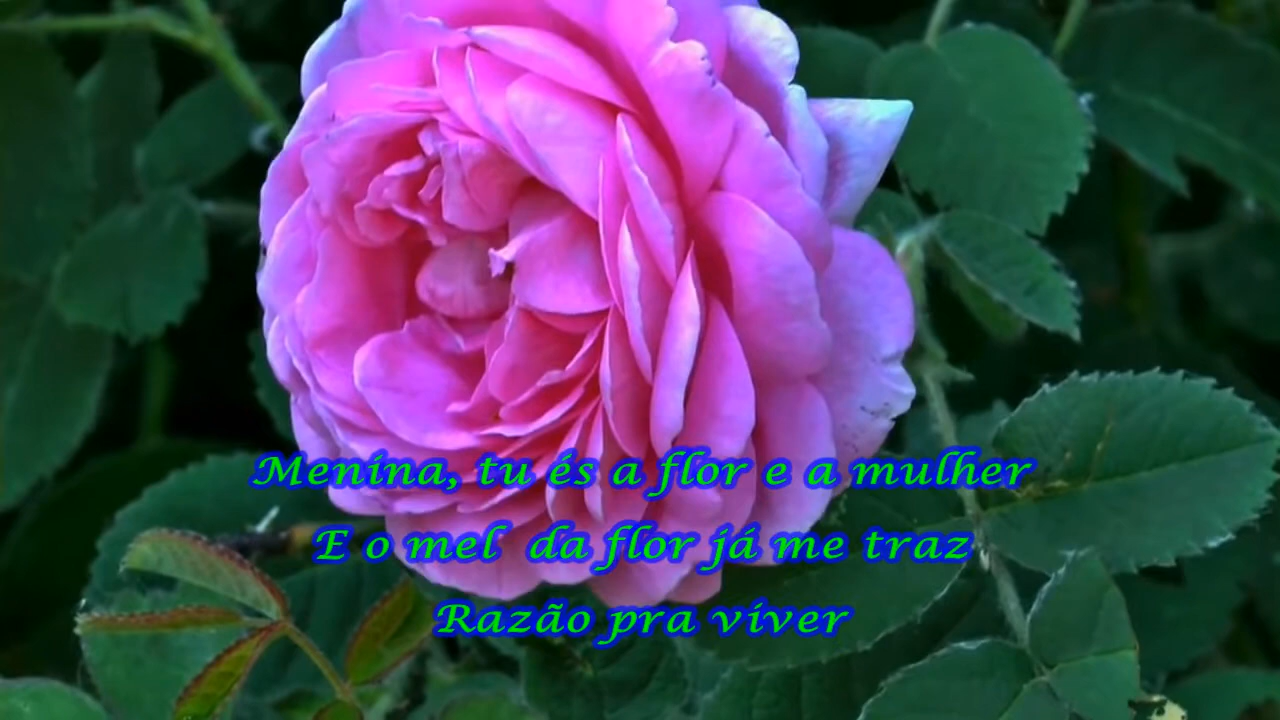 Menina, tu és a flor e a mulher
E o mel da flor já me traz
Razão pra viver